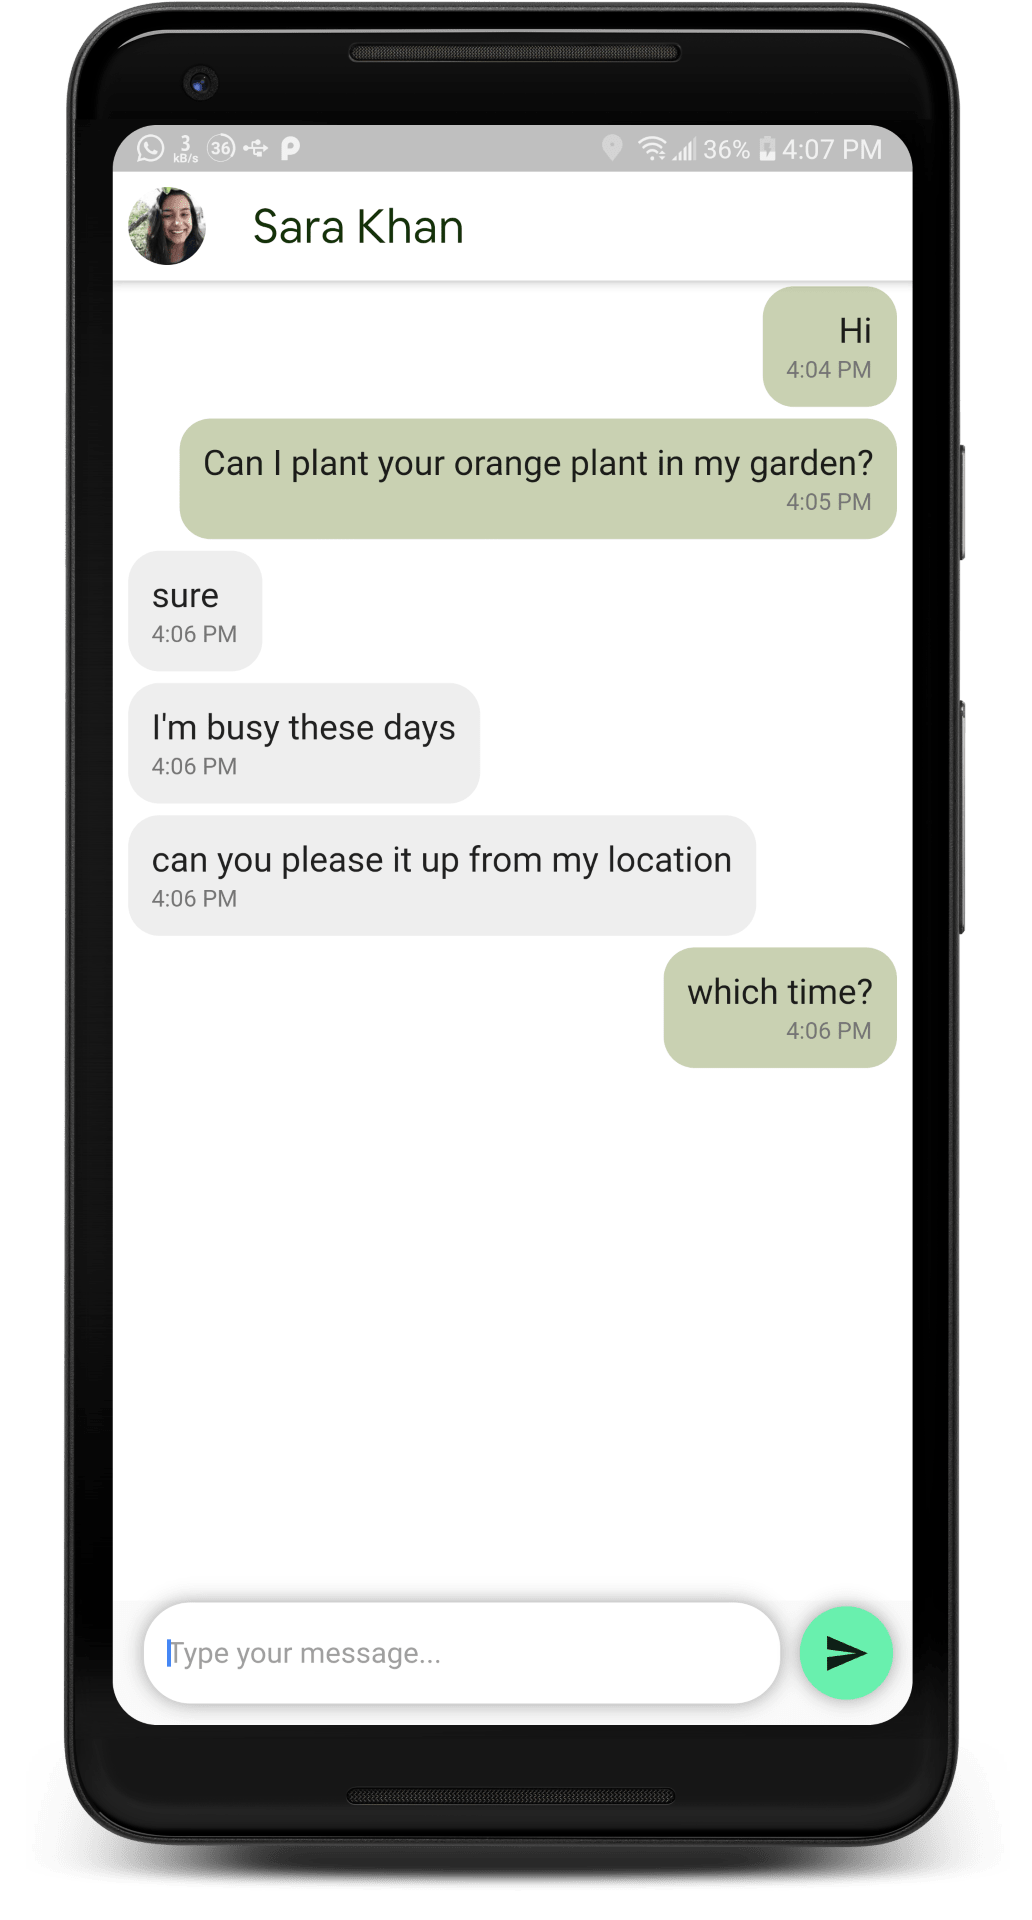 3 kB/s 36 36% 4:07 PM
Sara Khan
Hi
4:04 PM
Can I plant your orange plant in my garden?
4:05 PM
sure
4:06 PM
I'm busy these days
4:06 PM
can you please it up from my location
4:06 PM
which time?
4:06 PM
Type your message...